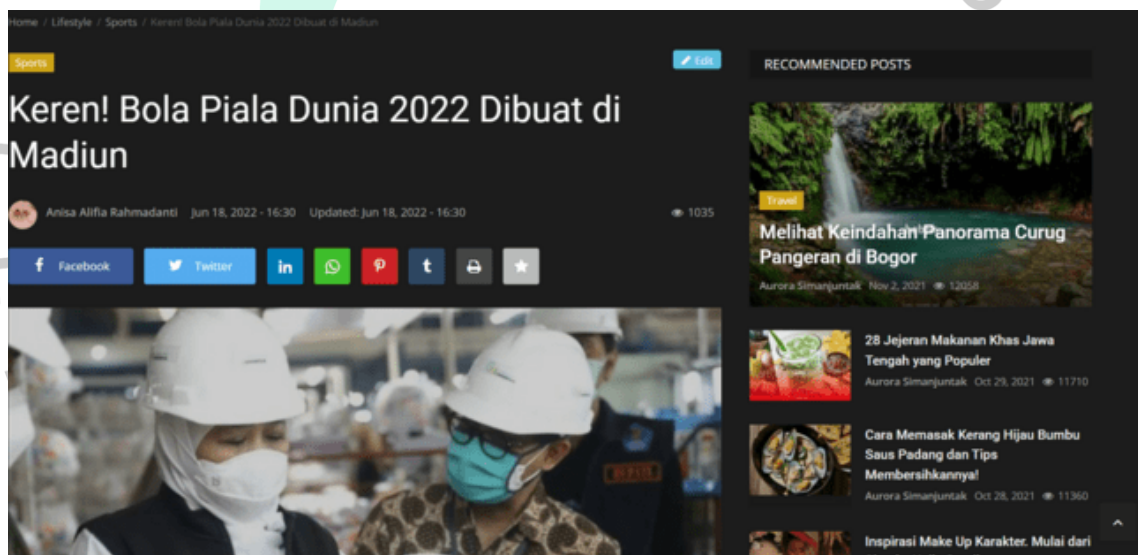 Home / Lifestyle / Sports / Keren! Bola Piala Dunia 2022 Dibuat di Madiun
Sports
Edit
Keren! Bola Piala Dunia 2022 Dibuat di
Madiun
Anisa Alifia Rahmadanti Jun 18, 2022 - 16:30 Updated: Jun 18, 2022 - 16:30 1035
f Facebook
Twitter
in
t
RECOMMENDED POSTS
Travel
Melihat Keindahan Panorama Curug
Pangeran di Bogor
Aurora Simanjuntak Nov 2, 2021 12058
28 Jejeran Makanan Khas Jawa
Tengah yang Populer
Aurora Simanjuntak Oct 29, 2021 11710
Cara Memasak Kerang Hijau Bumbu
Saus Padang dan Tips
Membersihkannya!
Aurora Simanjuntak Oct 28, 2021 11360
Inspirasi Make Up Karakter. Mulai dari